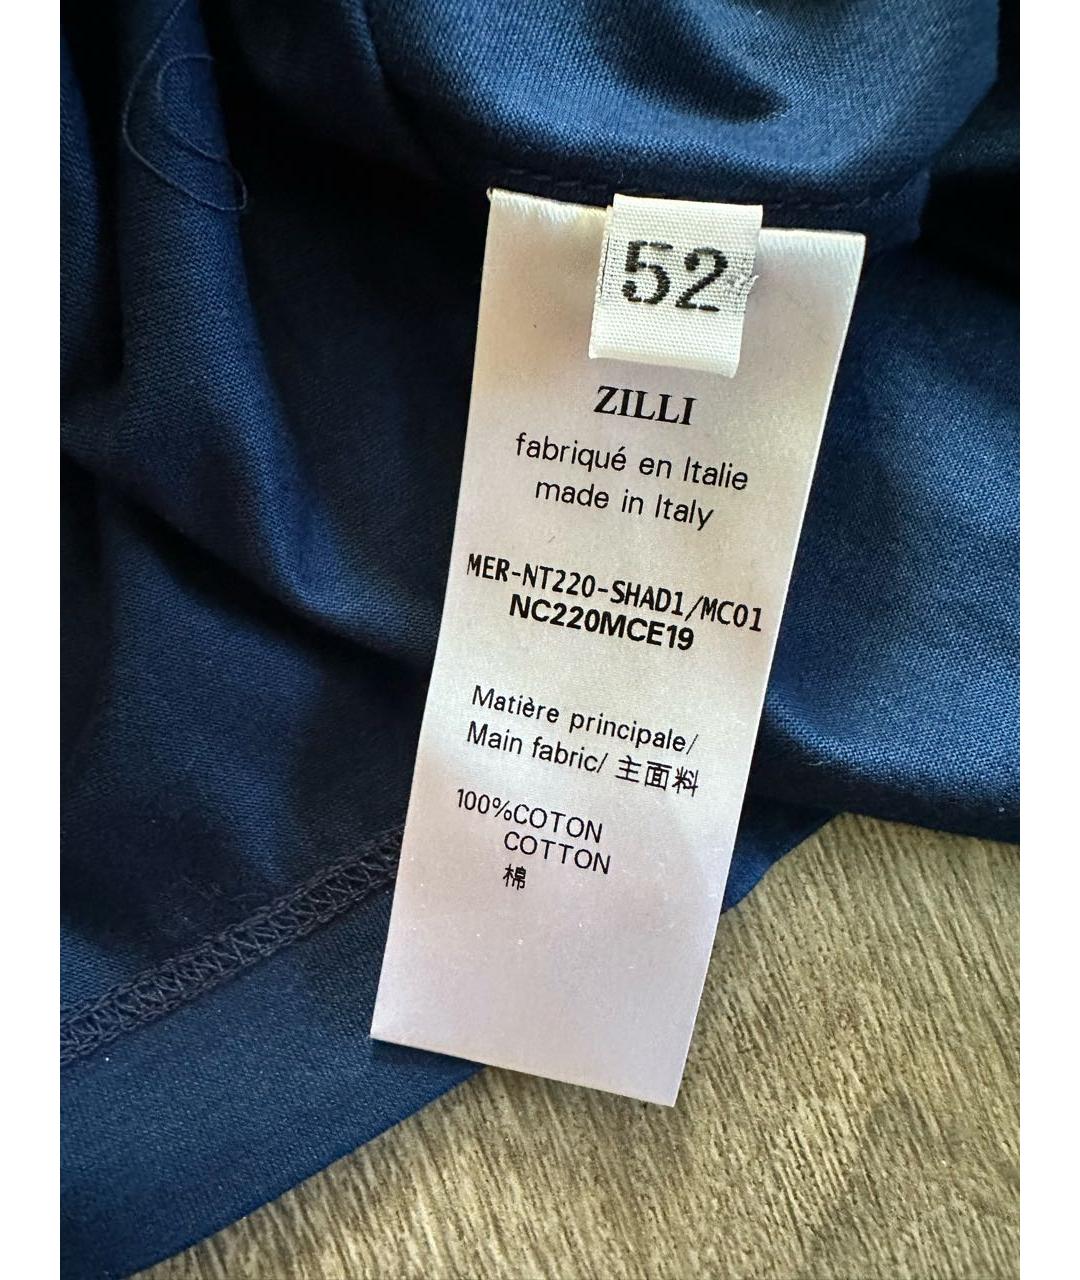 52
ZILLI
fabriqué en Italie
made in Italy
MER-NT220-SHAD1/MC01
NC220MCE19
Matière principale/
Main fabric/ 主面料
100%COTON
COTTON
棉